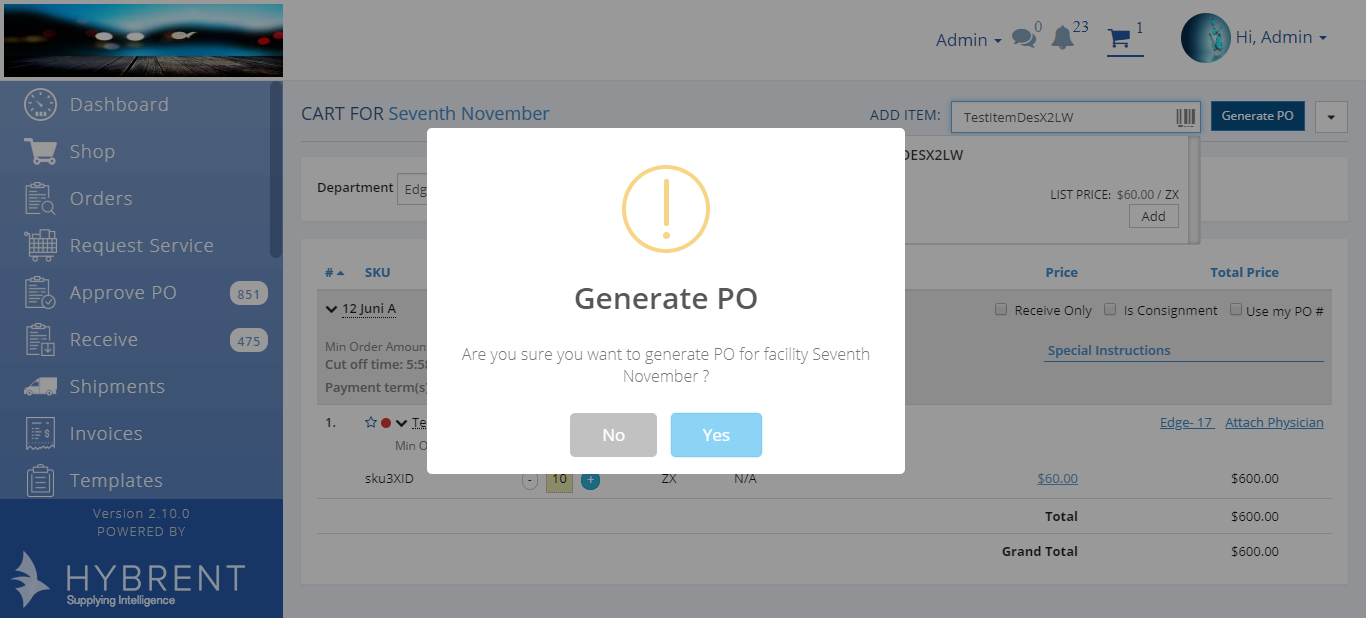 Admin
0
23
1
Hi, Admin
Dashboard
Shop
Orders
Request Service
Approve PO 851
Receive 475
Shipments
Invoices
Templates
Version 2.10.0
POWERED BY
HYBRENT
Supplying Intelligence
CART FOR Seventh November
ADD ITEM: TestItemDesX2LW
Generate PO
DESX2LW
LIST PRICE: $60.00 / ZX
Add
Department Edg
# SKU Price Total Price
12 Juni A
Receive Only Is Consignment Use my PO #
Min Order Amoun
Cut off time: 5:58
Payment term(s)
Special Instructions
1. Te
Edge- 17 Attach Physician
Min O
sku3XID - 10 + ZX N/A $60.00 $600.00
Total $600.00
Grand Total $600.00
Generate PO
Are you sure you want to generate PO for facility Seventh
November ?
No Yes